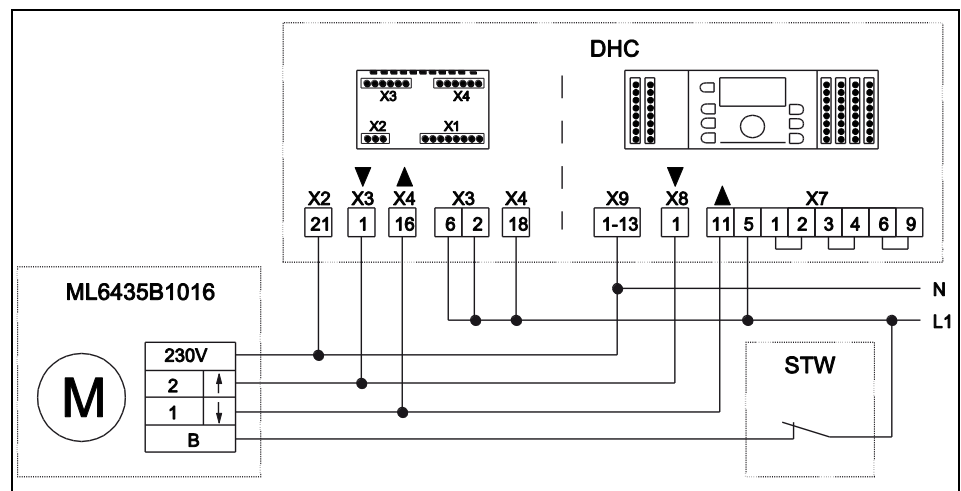 DHC
X3 X4
X2 X1
X2 X3 X4 X3 X4 X9 X8 X7
21 1 16 6 2 18 1-13 1 11 5 1 2 3 4 6 9
N
L1
ML6435B1016
STW
230V
2
M
1
B